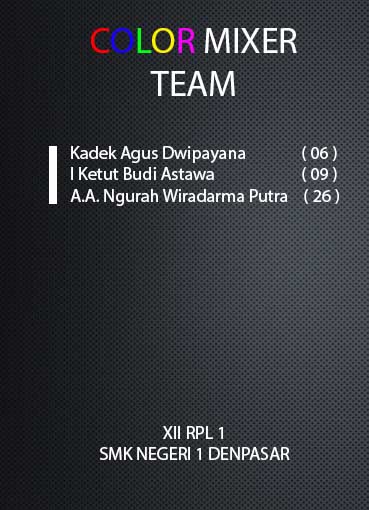 COLOR MIXER
TEAM
Kadek Agus Dwipayana ( 06 )
I Ketut Budi Astawa ( 09 )
A.A. Ngurah Wiradarma Putra ( 26 )
XII RPL 1
SMK NEGERI 1 DENPASAR